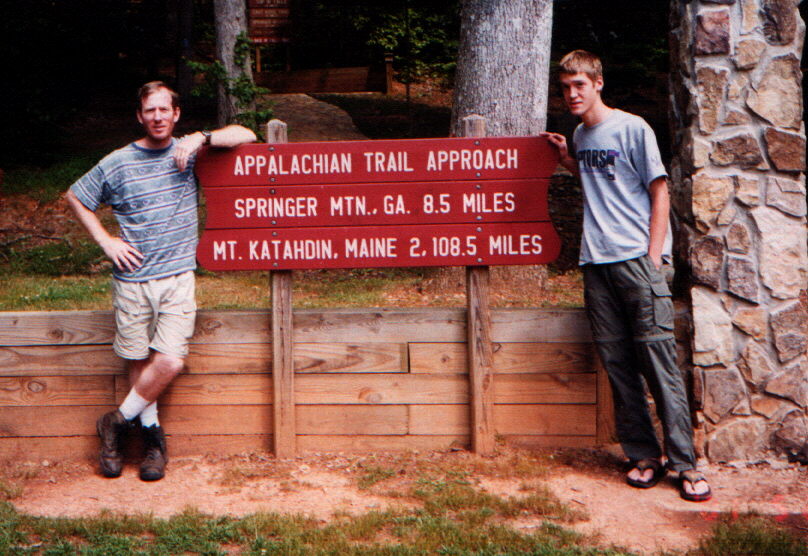 APPALACHIAN TRAIL APPROACH
SPRINGER MTN., GA. 8.5 MILES
MT. KATAHDIN, MAINE 2,108.5 MILES